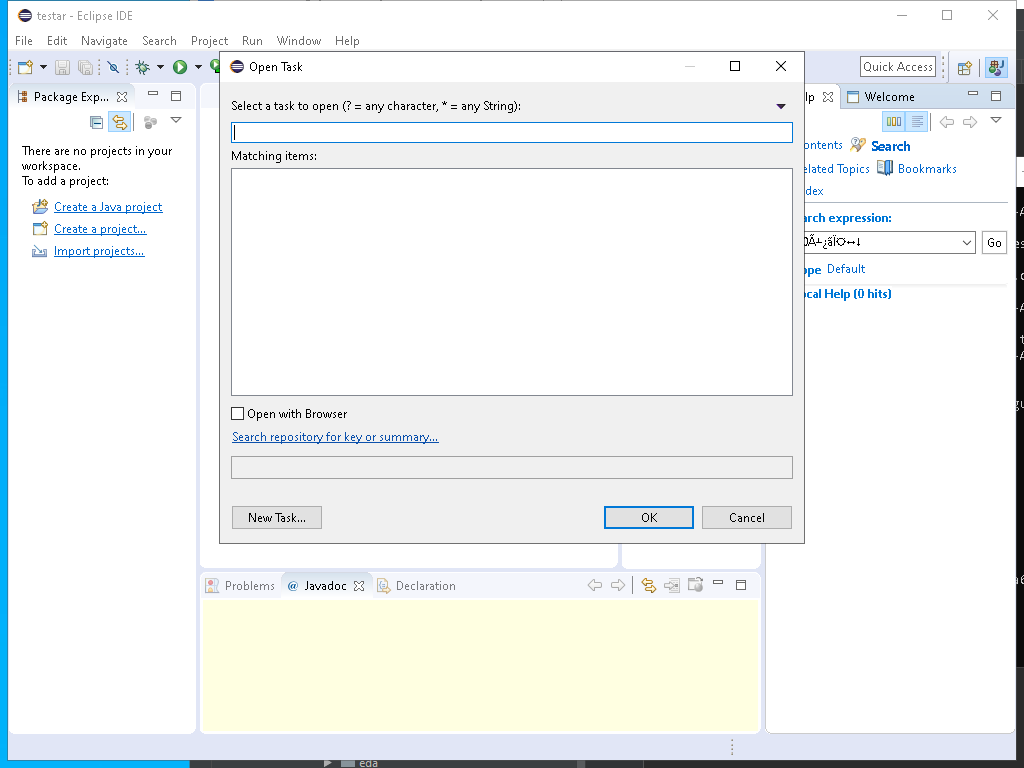 testar - Eclipse IDE
File Edit Navigate Search Project Run Window Help
Quick Access
Package Exp...
There are no projects in your
workspace.
To add a project:
Create a Java project
Create a project...
Import projects...
Open Task
Select a task to open (? = any character, * = any String):
Matching items:
Open with Browser
Search repository for key or summary...
New Task...
OK
Cancel
lp
Welcome
ontents
Search
elated Topics
Bookmarks
dex
arch expression:
Go
ope Default
ocal Help (0 hits)
Problems
@ Javadoc
Declaration
eda